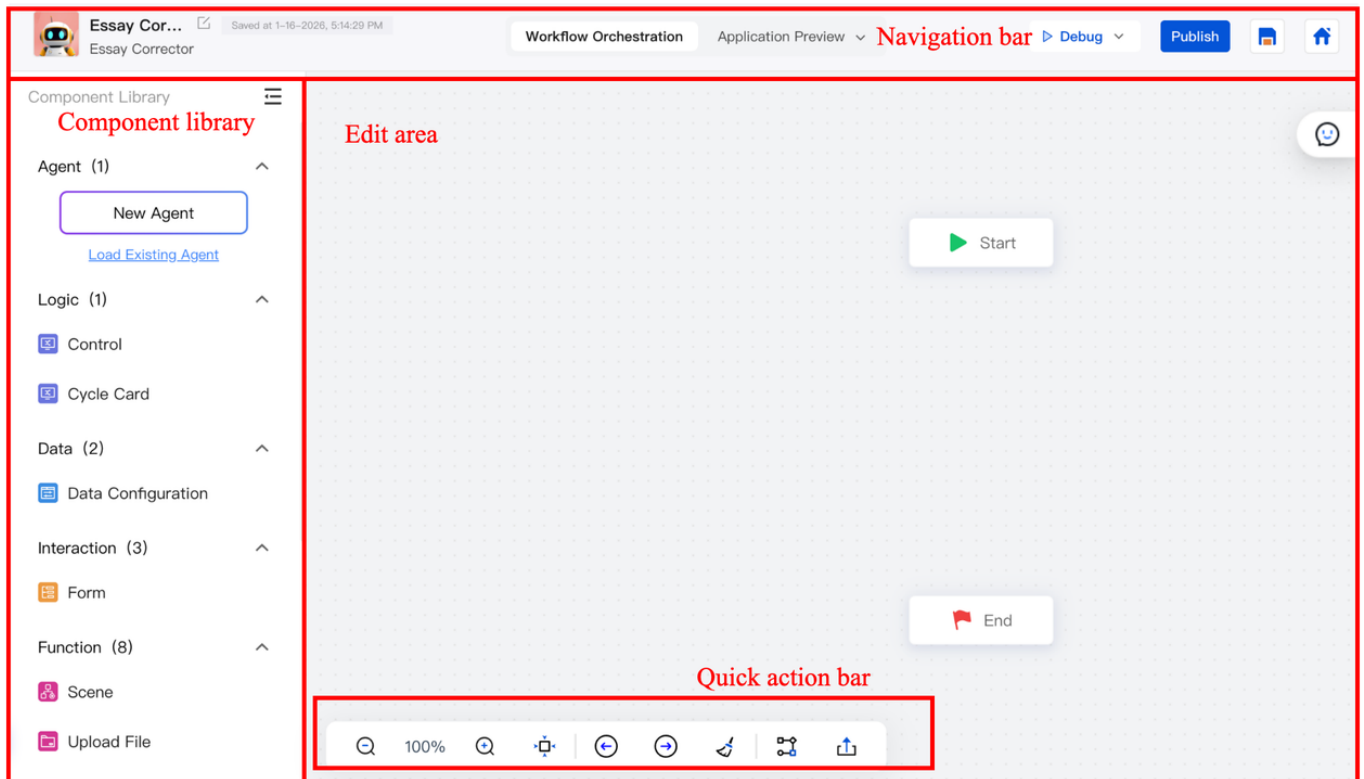 Essay Cor...
Saved at 1-16-2026, 5:14:29 PM
Essay Corrector
Workflow Orchestration
Application Preview
Navigation bar
Debug
Publish
Component Library
Component library
Agent (1)
New Agent
Load Existing Agent
Logic (1)
Control
Cycle Card
Data (2)
Data Configuration
Interaction (3)
Form
Function (8)
Scene
Upload File
Edit area
Start
End
Quick action bar
100%